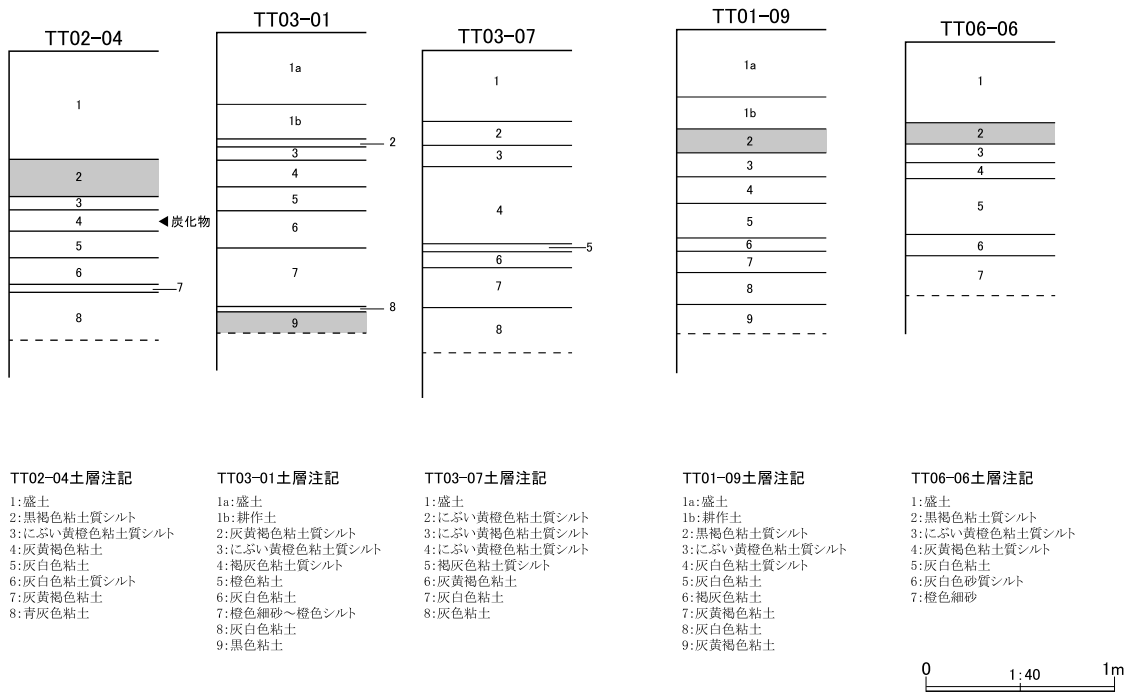 TT02-04
1
2
3
4
◀炭化物
5
6
7
8
TT03-01
1a
1b
2
3
4
5
6
7
8
9
TT03-07
1
2
3
4
5
6
7
8
TT01-09
1a
1b
2
3
4
5
6
7
8
9
TT06-06
1
2
3
4
5
6
7
TT02-04土層注記
1:盛土
2:黒褐色粘土質シルト
3:にぶい黄橙色粘土質シルト
4:灰黄褐色粘土
5:灰白色粘土
6:灰白色粘土質シルト
7:灰黄褐色粘土
8:青灰色粘土
TT03-01土層注記
1a:盛土
1b:耕作土
2:灰黄褐色粘土質シルト
3:にぶい黄橙色粘土質シルト
4:褐灰色粘土質シルト
5:橙色粘土
6:灰白色粘土
7:橙色細砂～橙色シルト
8:灰白色粘土
9:黒色粘土
TT03-07土層注記
1:盛土
2:にぶい黄橙色粘土質シルト
3:にぶい黄褐色粘土質シルト
4:にぶい黄橙色粘土質シルト
5:褐灰色粘土質シルト
6:灰黄褐色粘土
7:灰白色粘土
8:灰色粘土
TT01-09土層注記
1a:盛土
1b:耕作土
2:黒褐色粘土質シルト
3:にぶい黄橙色粘土質シルト
4:灰白色粘土質シルト
5:灰白色粘土
6:褐灰色粘土
7:灰黄褐色粘土
8:灰白色粘土
9:灰黄褐色粘土
TT06-06土層注記
1:盛土
2:黒褐色粘土質シルト
3:にぶい黄橙色粘土質シルト
4:灰黄褐色粘土質シルト
5:灰白色粘土
6:灰白色砂質シルト
7:橙色細砂
0 1:40 1m